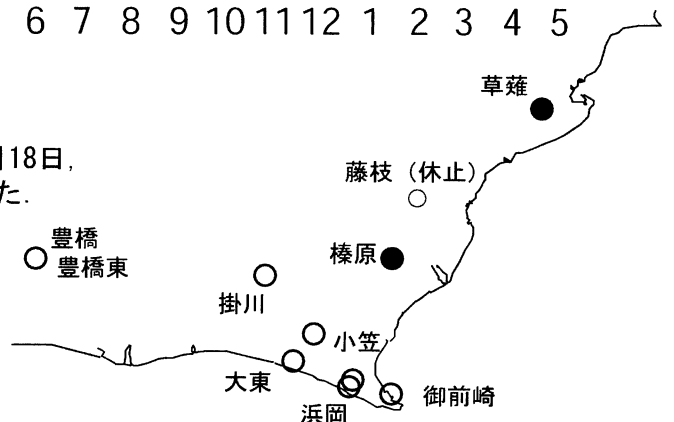 6 7 8 9 10 11 12 1 2 3 4 5
草薙
月18日,
藤枝（休止）
た.
豊橋
豊橋東
榛原
掛川
小笠
大東
御前崎
浜岡